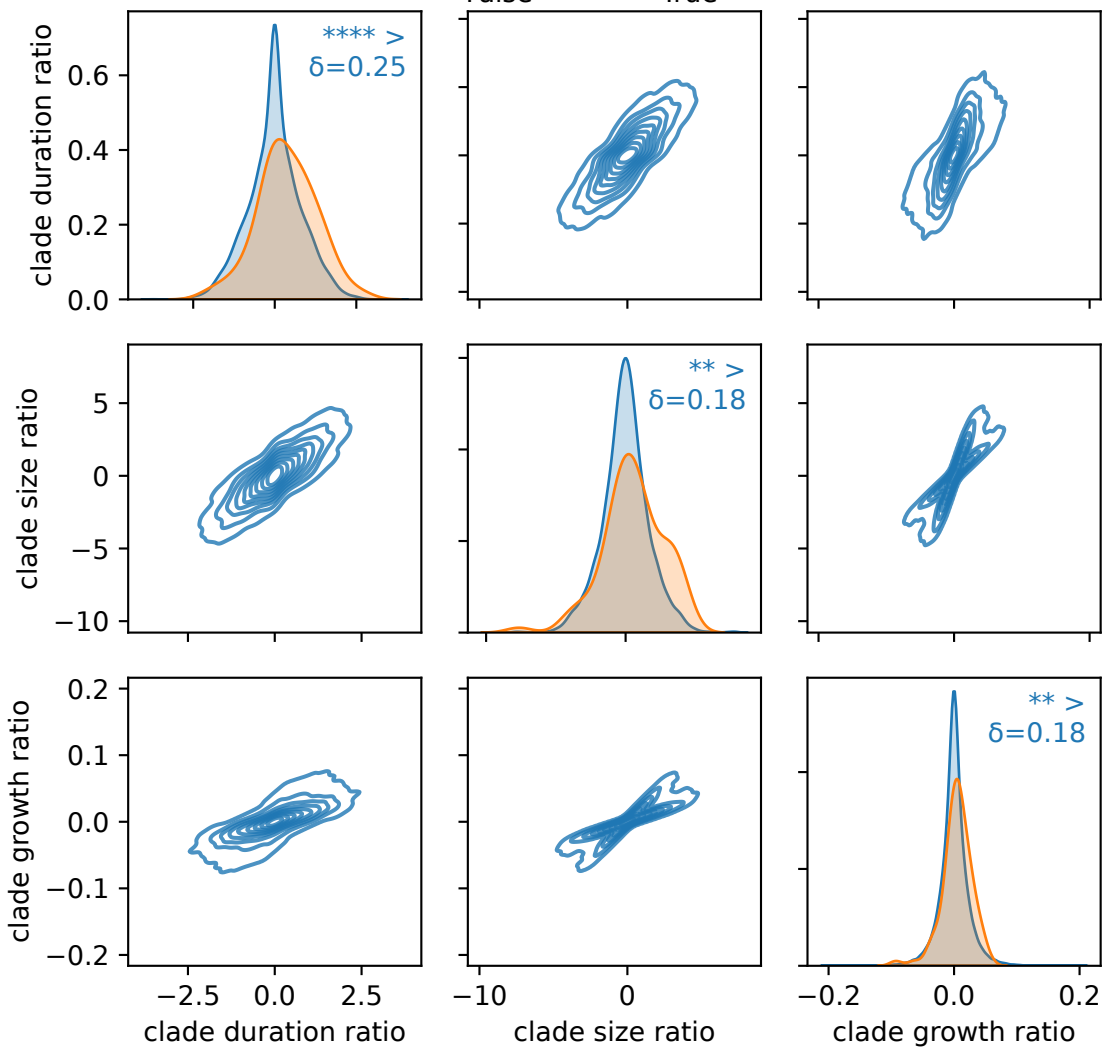 clade duration ratio
0.6
0.4
0.2
0.0
**** >
δ=0.25
clade size ratio
5
0
−5
−10
** >
δ=0.18
clade growth ratio
0.2
0.1
0.0
−0.1
−0.2
** >
δ=0.18
−2.5 0.0 2.5
−10 0
−0.2 0.0 0.2
clade duration ratio
clade size ratio
clade growth ratio